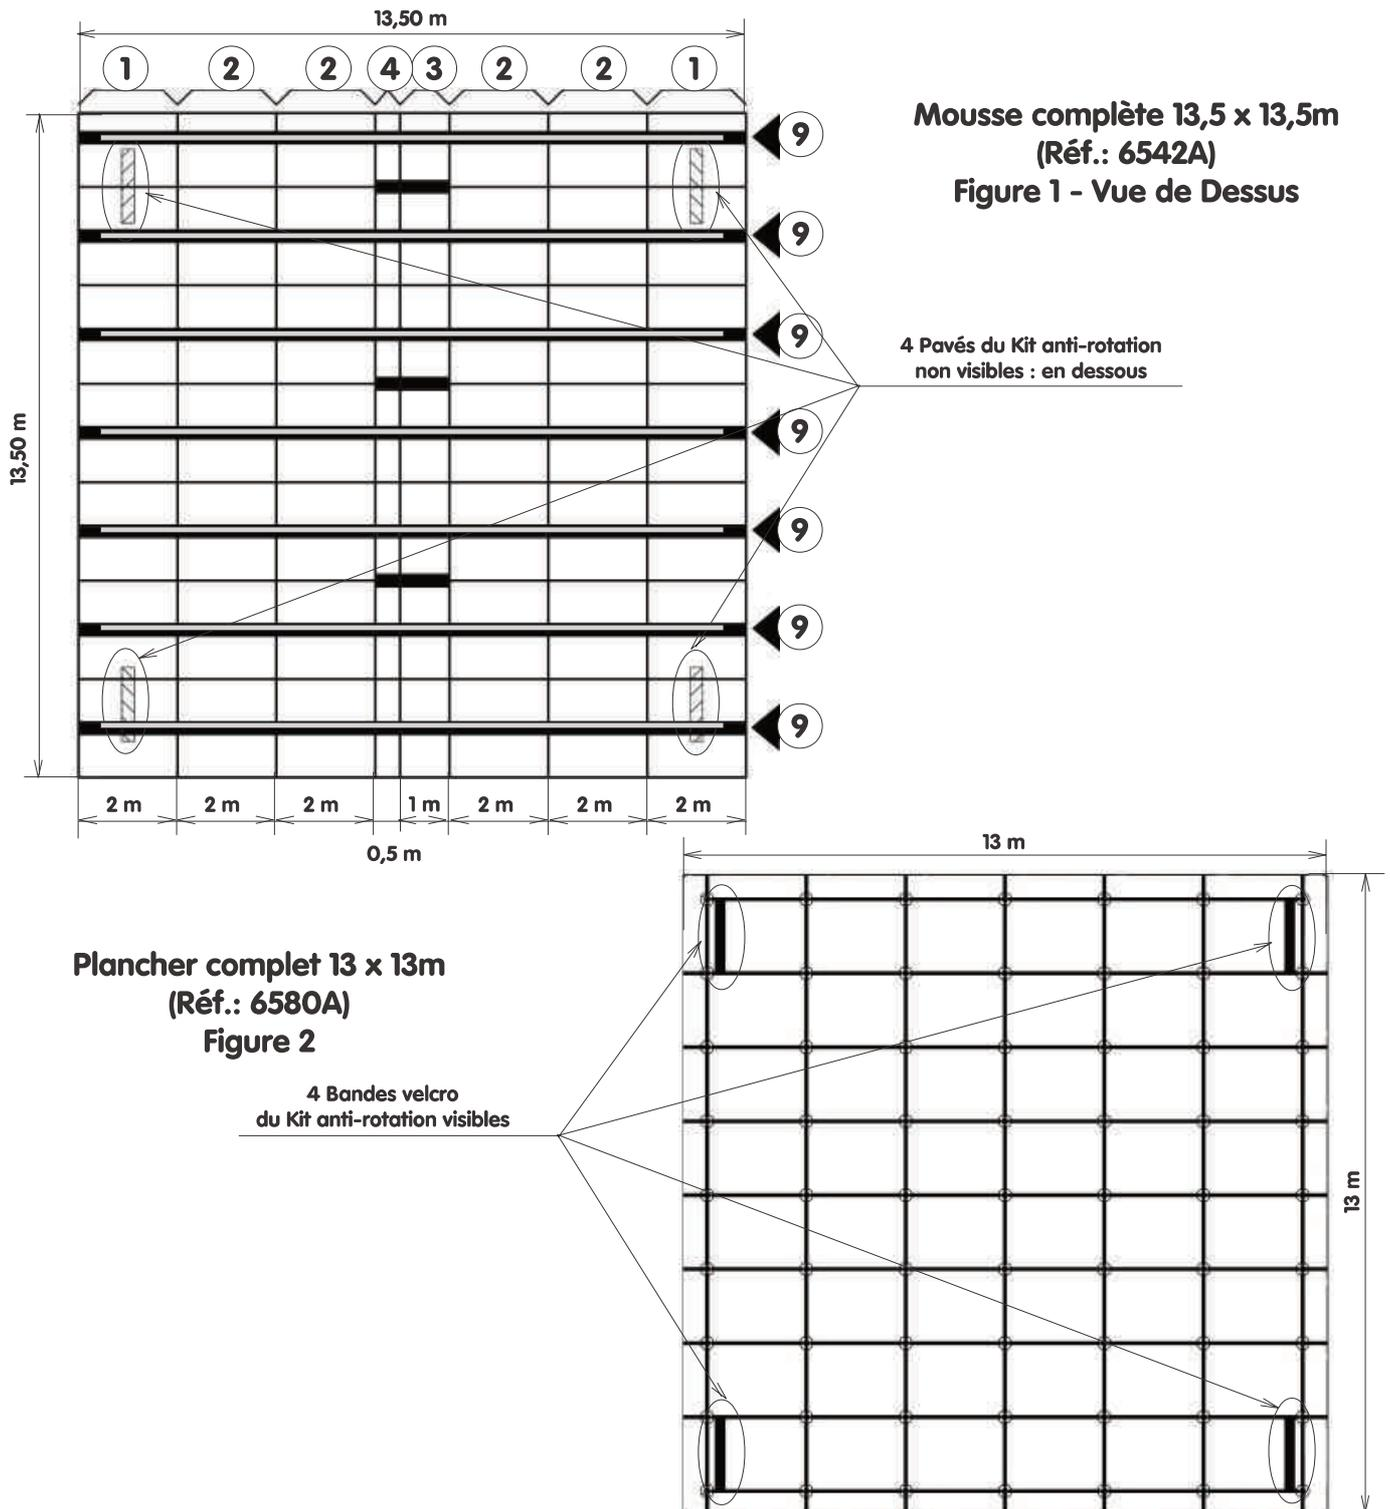 13,50 m
1 2 2 4 3 2 2 1
Mousse complète 13,5 x 13,5m
(Réf.: 6542A)
Figure 1 - Vue de Dessus
9
9
9
4 Pavés du Kit anti-rotation
non visibles : en dessous
13,50 m
9
9
9
9
2 m 2 m 2 m 1 m 2 m 2 m 2 m
0,5 m
13 m
Plancher complet 13 x 13m
(Réf.: 6580A)
Figure 2
4 Bandes velcro
du Kit anti-rotation visibles
13 m